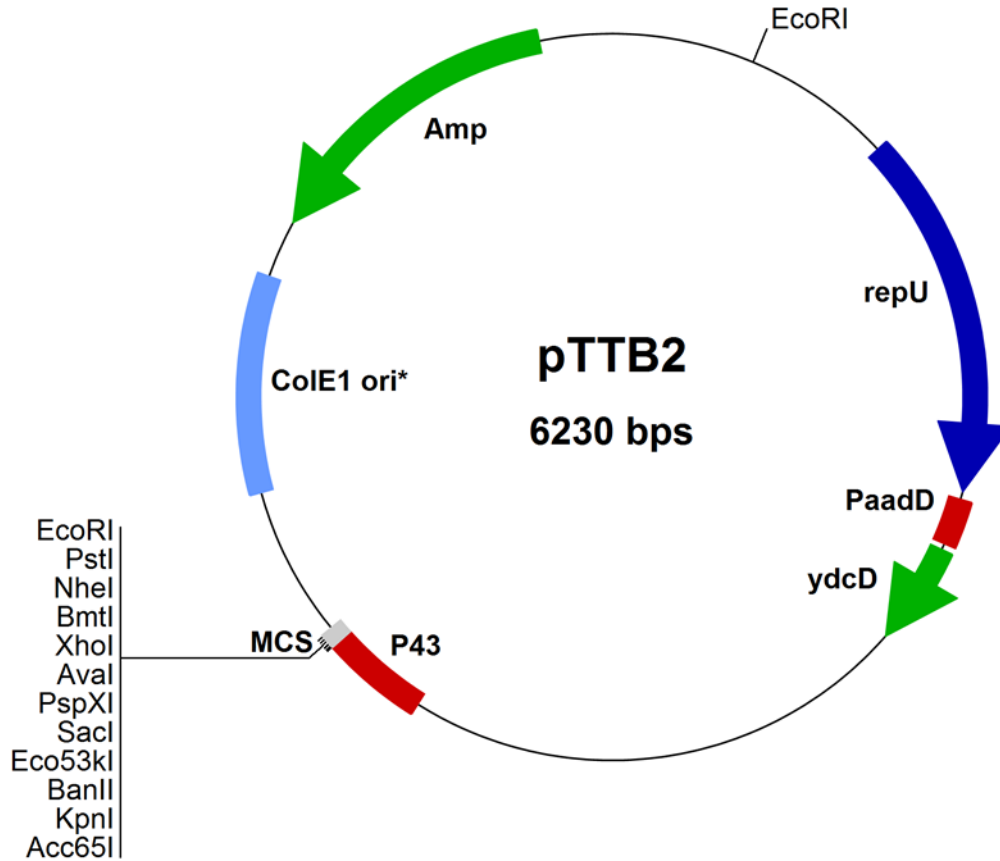 EcoRI
Amp
repU
pTTB2
ColE1 ori*
6230 bps
PaadD
ydcD
MCS
P43
EcoRI
PstI
NheI
BmtI
XhoI
AvaI
PspXI
SacI
Eco53kI
BanII
KpnI
Acc65I